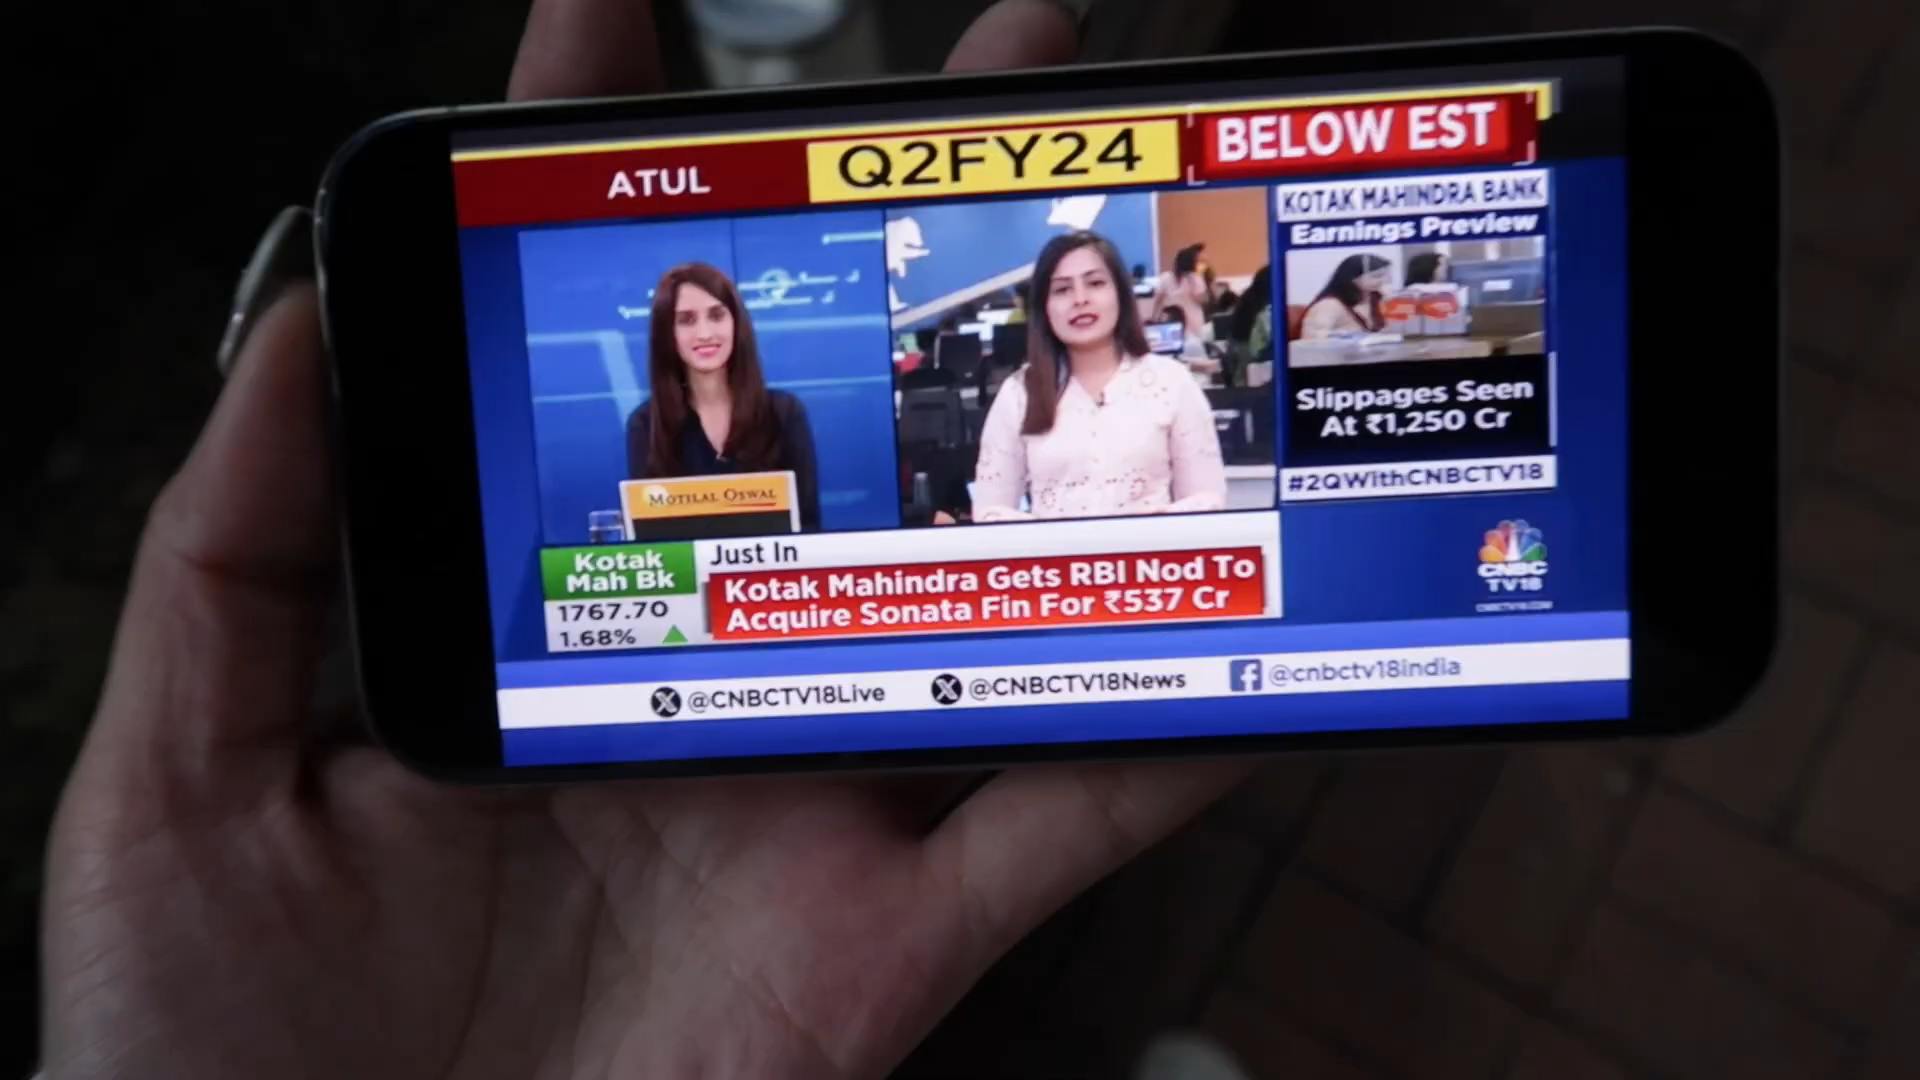 ATUL
Q2FY24
BELOW EST
KOTAK MAHINDRA BANK
Earnings Preview
Slippages Seen
At ₹1,250 Cr
#2QWithCNBCTV18
MOTILAL OSWAL
Kotak
Mah Bk
1767.70
1.68%
Just In
Kotak Mahindra Gets RBI Nod To
Acquire Sonata Fin For ₹537 Cr
CNBC
TV18
@CNBCTV18Live
@CNBCTV18News
@cnbctv18india